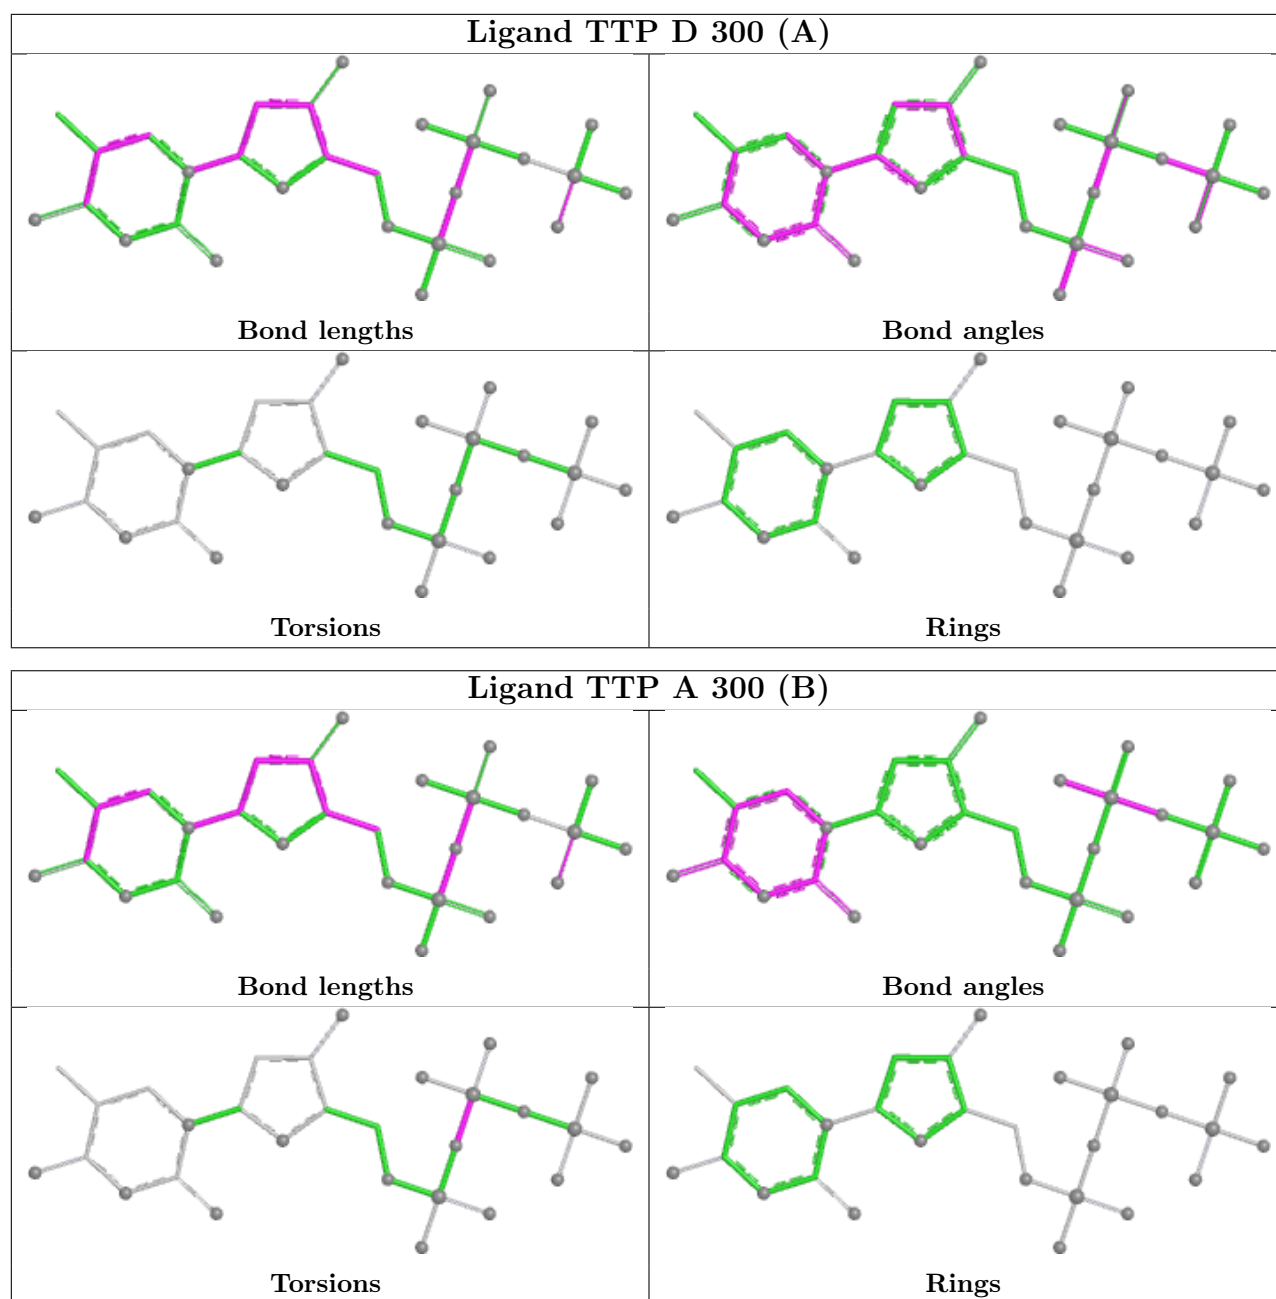 Ligand TTP D 300 (A)
Bond lengths
Bond angles
Torsions
Rings
Ligand TTP A 300 (B)
Bond lengths
Bond angles
Torsions
Rings